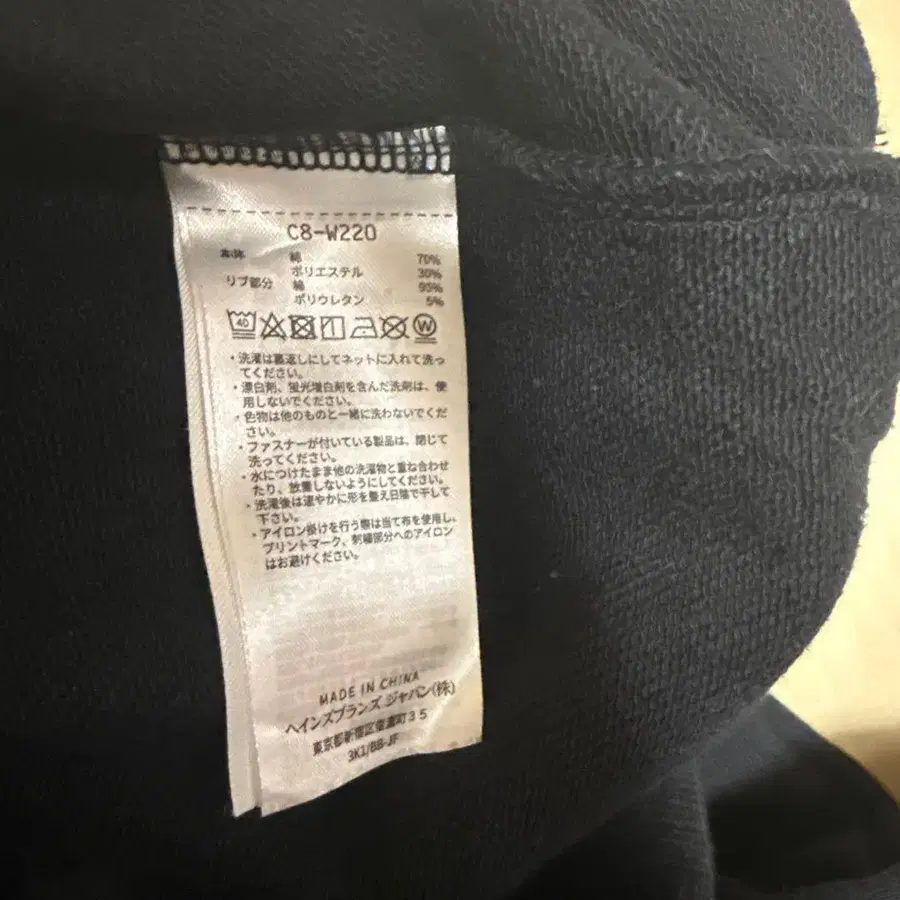 C8-W220
本体 綿 70%
ポリエステル 30%
リブ部分 綿 95%
ポリウレタン 5%
40 W
・洗濯は裏返しにしてネットに入れて洗っ
てください。
・漂白剤、蛍光増白剤を含んだ洗剤は、使
用しないでください。
・色物は他のものと一緒に洗わないでくだ
さい。
・ファスナーが付いている製品は、閉じて
洗ってください。
・水につけたまま他の洗濯物と重ね合わせ
たり、放置しないようにしてください。
・洗濯後は速やかに形を整え日陰で干して
下さい。
・アイロン掛けを行う際は当て布を使用し、
プリントマーク、刺繍部分へのアイロン
はお避けください。
MADE IN CHINA
ヘインズブランズ ジャパン(株)
東京都新宿区信濃町35
3K1/BB-JF